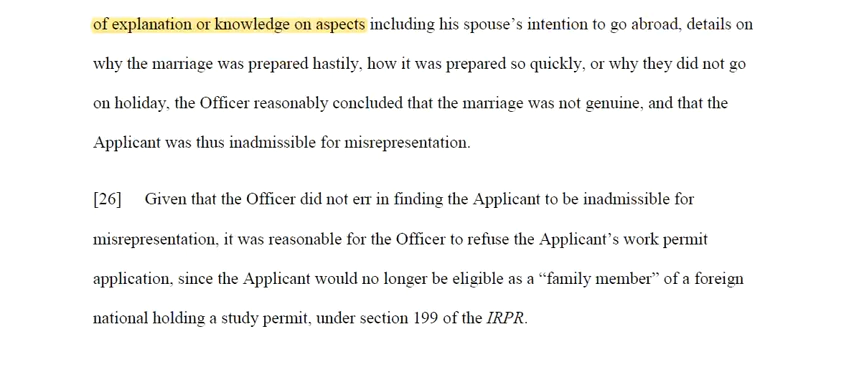 of explanation or knowledge on aspects including his spouse’s intention to go abroad, details on
why the marriage was prepared hastily, how it was prepared so quickly, or why they did not go
on holiday, the Officer reasonably concluded that the marriage was not genuine, and that the
Applicant was thus inadmissible for misrepresentation.
[26] Given that the Officer did not err in finding the Applicant to be inadmissible for
misrepresentation, it was reasonable for the Officer to refuse the Applicant’s work permit
application, since the Applicant would no longer be eligible as a “family member” of a foreign
national holding a study permit, under section 199 of the IRPR.